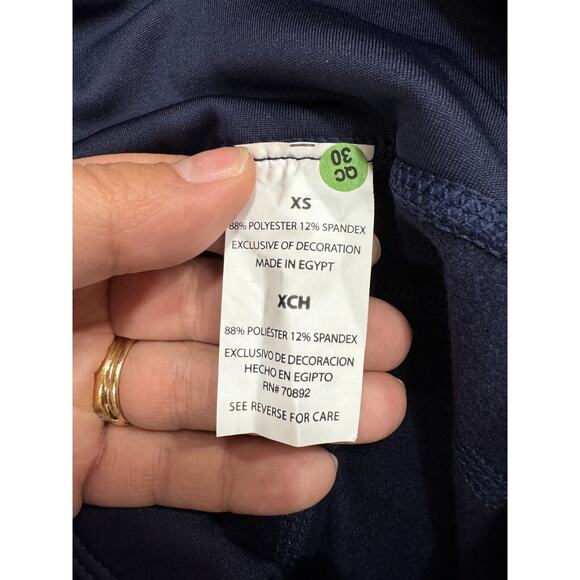 QC
30
XS
88% POLYESTER 12% SPANDEX
EXCLUSIVE OF DECORATION
MADE IN EGYPT
XCH
88% POLIÉSTER 12% SPANDEX
EXCLUSIVO DE DECORACION
HECHO EN EGIPTO
RN# 70892
SEE REVERSE FOR CARE